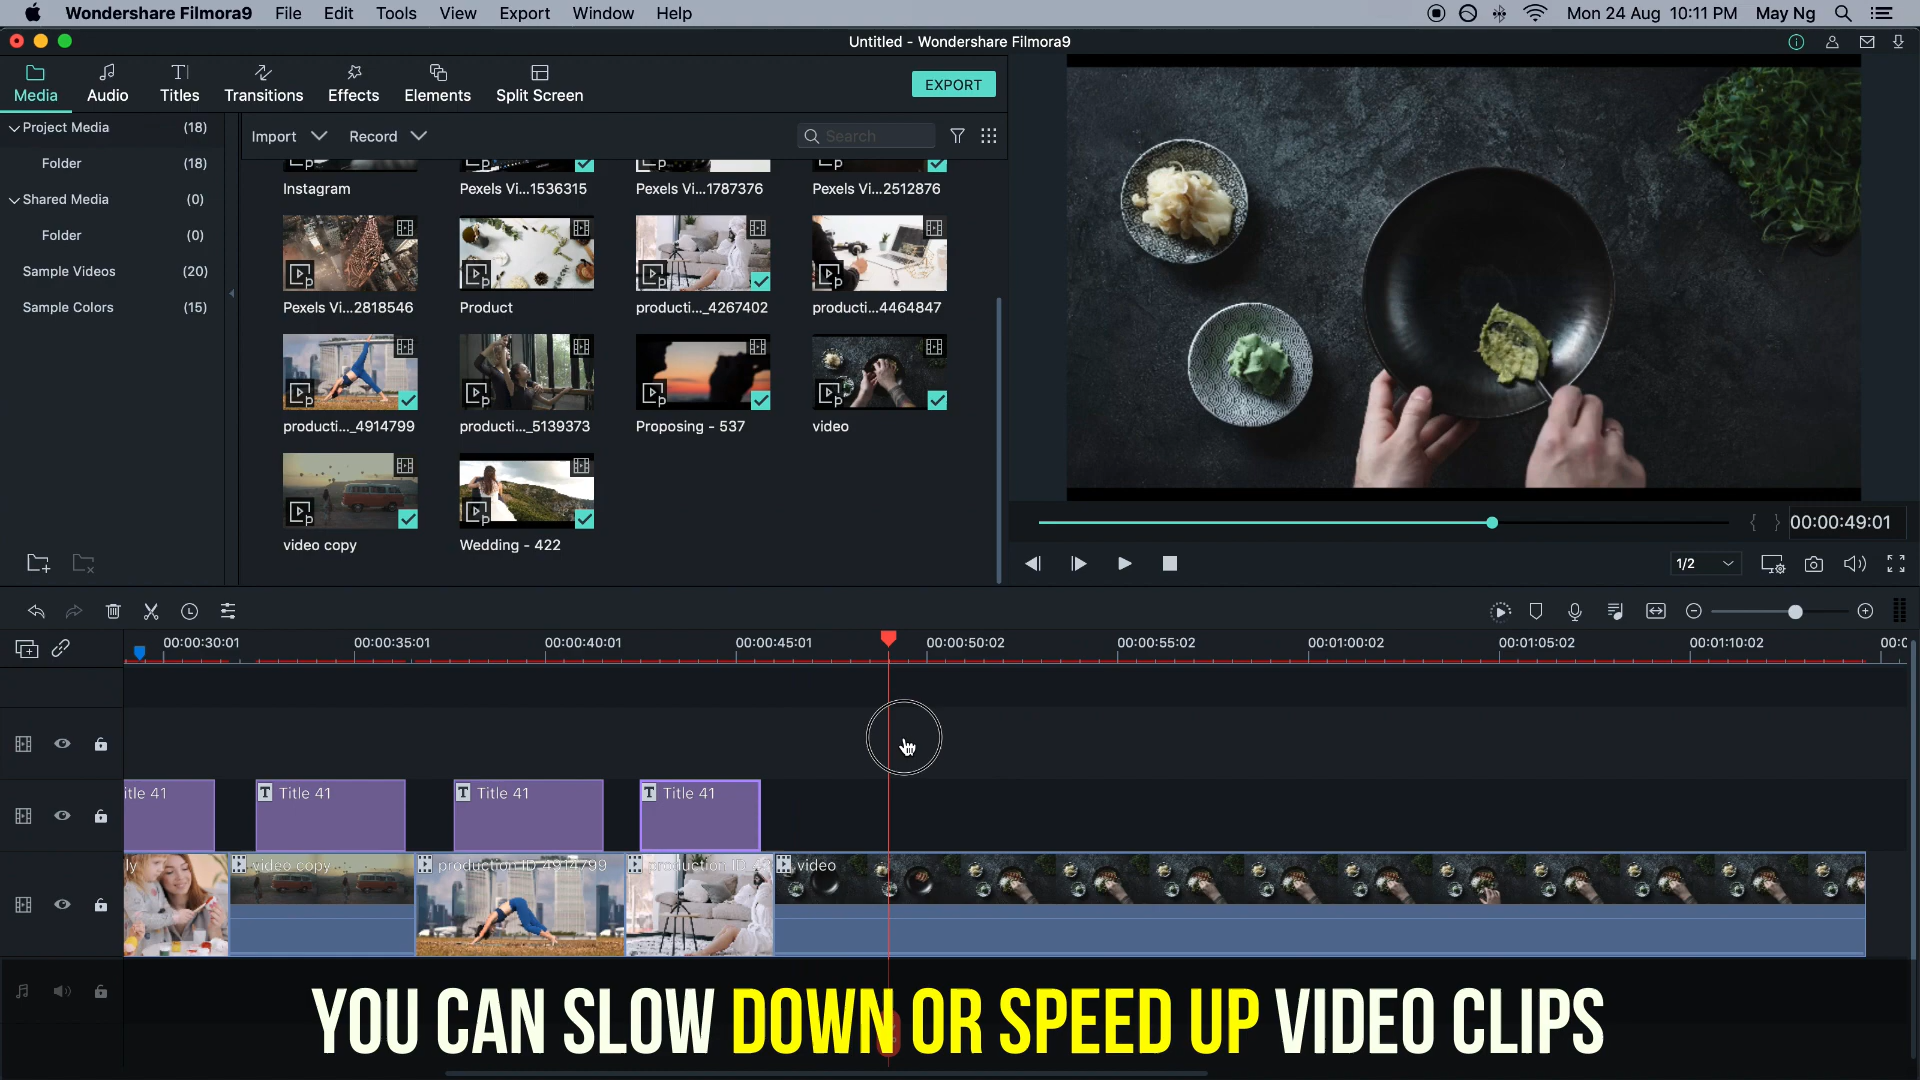 Wondershare Filmora9 File Edit Tools View Export Window Help
Mon 24 Aug 10:11 PM May Ng
Untitled - Wondershare Filmora9
Media Audio Titles Transitions Effects Elements Split Screen
EXPORT
Project Media (18)
Folder (18)
Shared Media (0)
Folder (0)
Sample Videos (20)
Sample Colors (15)
Import Record Search
Instagram Pexels Vi...1536315 Pexels Vi...1787376 Pexels Vi...2512876
Pexels Vi...2818546 Product producti..._4267402 producti...4464847
producti..._4914799 producti..._5139373 Proposing - 537 video
video copy Wedding - 422
00:00:49:01
1/2
00:00:30:01 00:00:35:01 00:00:40:01 00:00:45:01 00:00:50:02 00:00:55:02 00:01:00:02 00:01:05:02 00:01:10:02
itle 41 Title 41 Title 41 Title 41
ly video copy production ID_4914799 video
YOU CAN SLOW DOWN OR SPEED UP VIDEO CLIPS